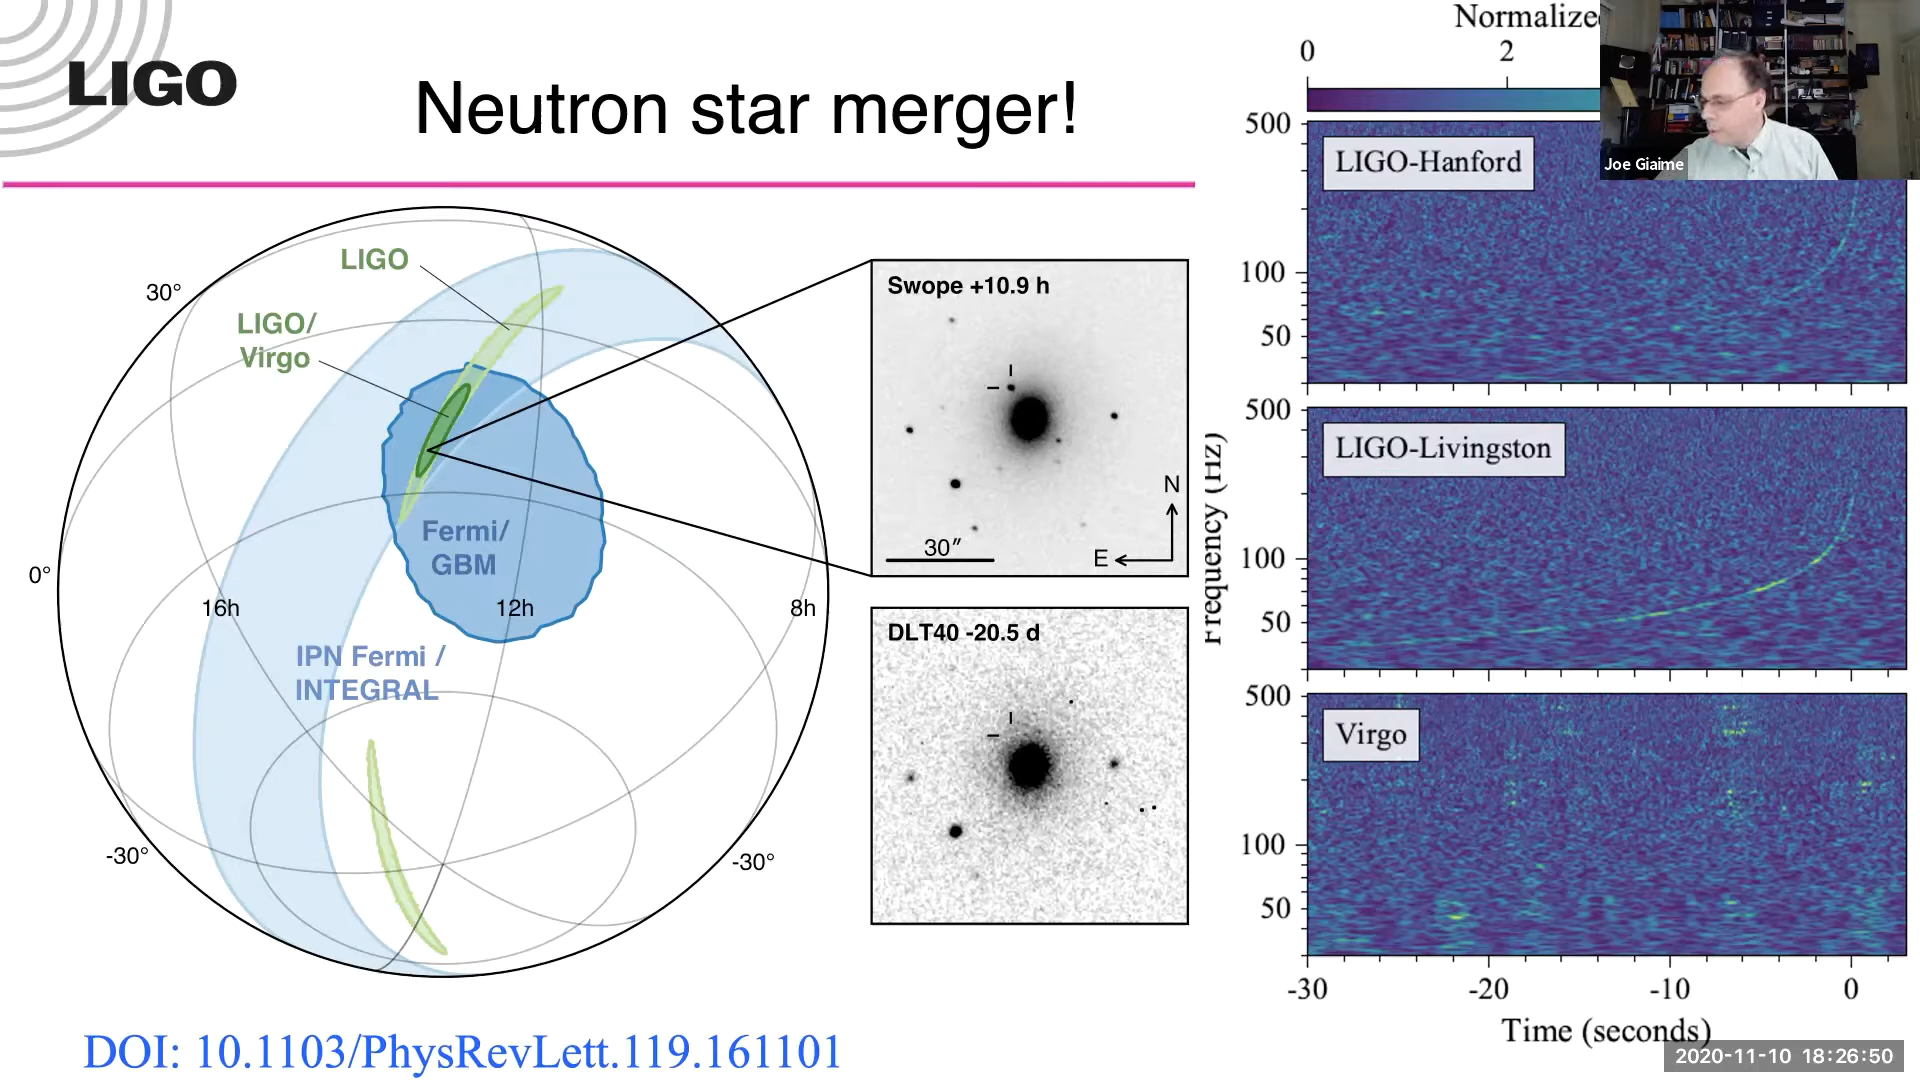 LIGO
Neutron star merger!
LIGO
30°
LIGO/
Virgo
0°
Fermi/
GBM
16h
12h
8h
IPN Fermi /
INTEGRAL
-30°
-30°
Swope +10.9 h
N
30″
E
DLT40 -20.5 d
DOI: 10.1103/PhysRevLett.119.161101
Normalize
0
2
Joe Giaime
Frequency (Hz)
500
LIGO-Hanford
100
50
500
LIGO-Livingston
100
50
500
Virgo
100
50
-30
-20
-10
0
Time (seconds)
2020-11-10 18:26:50